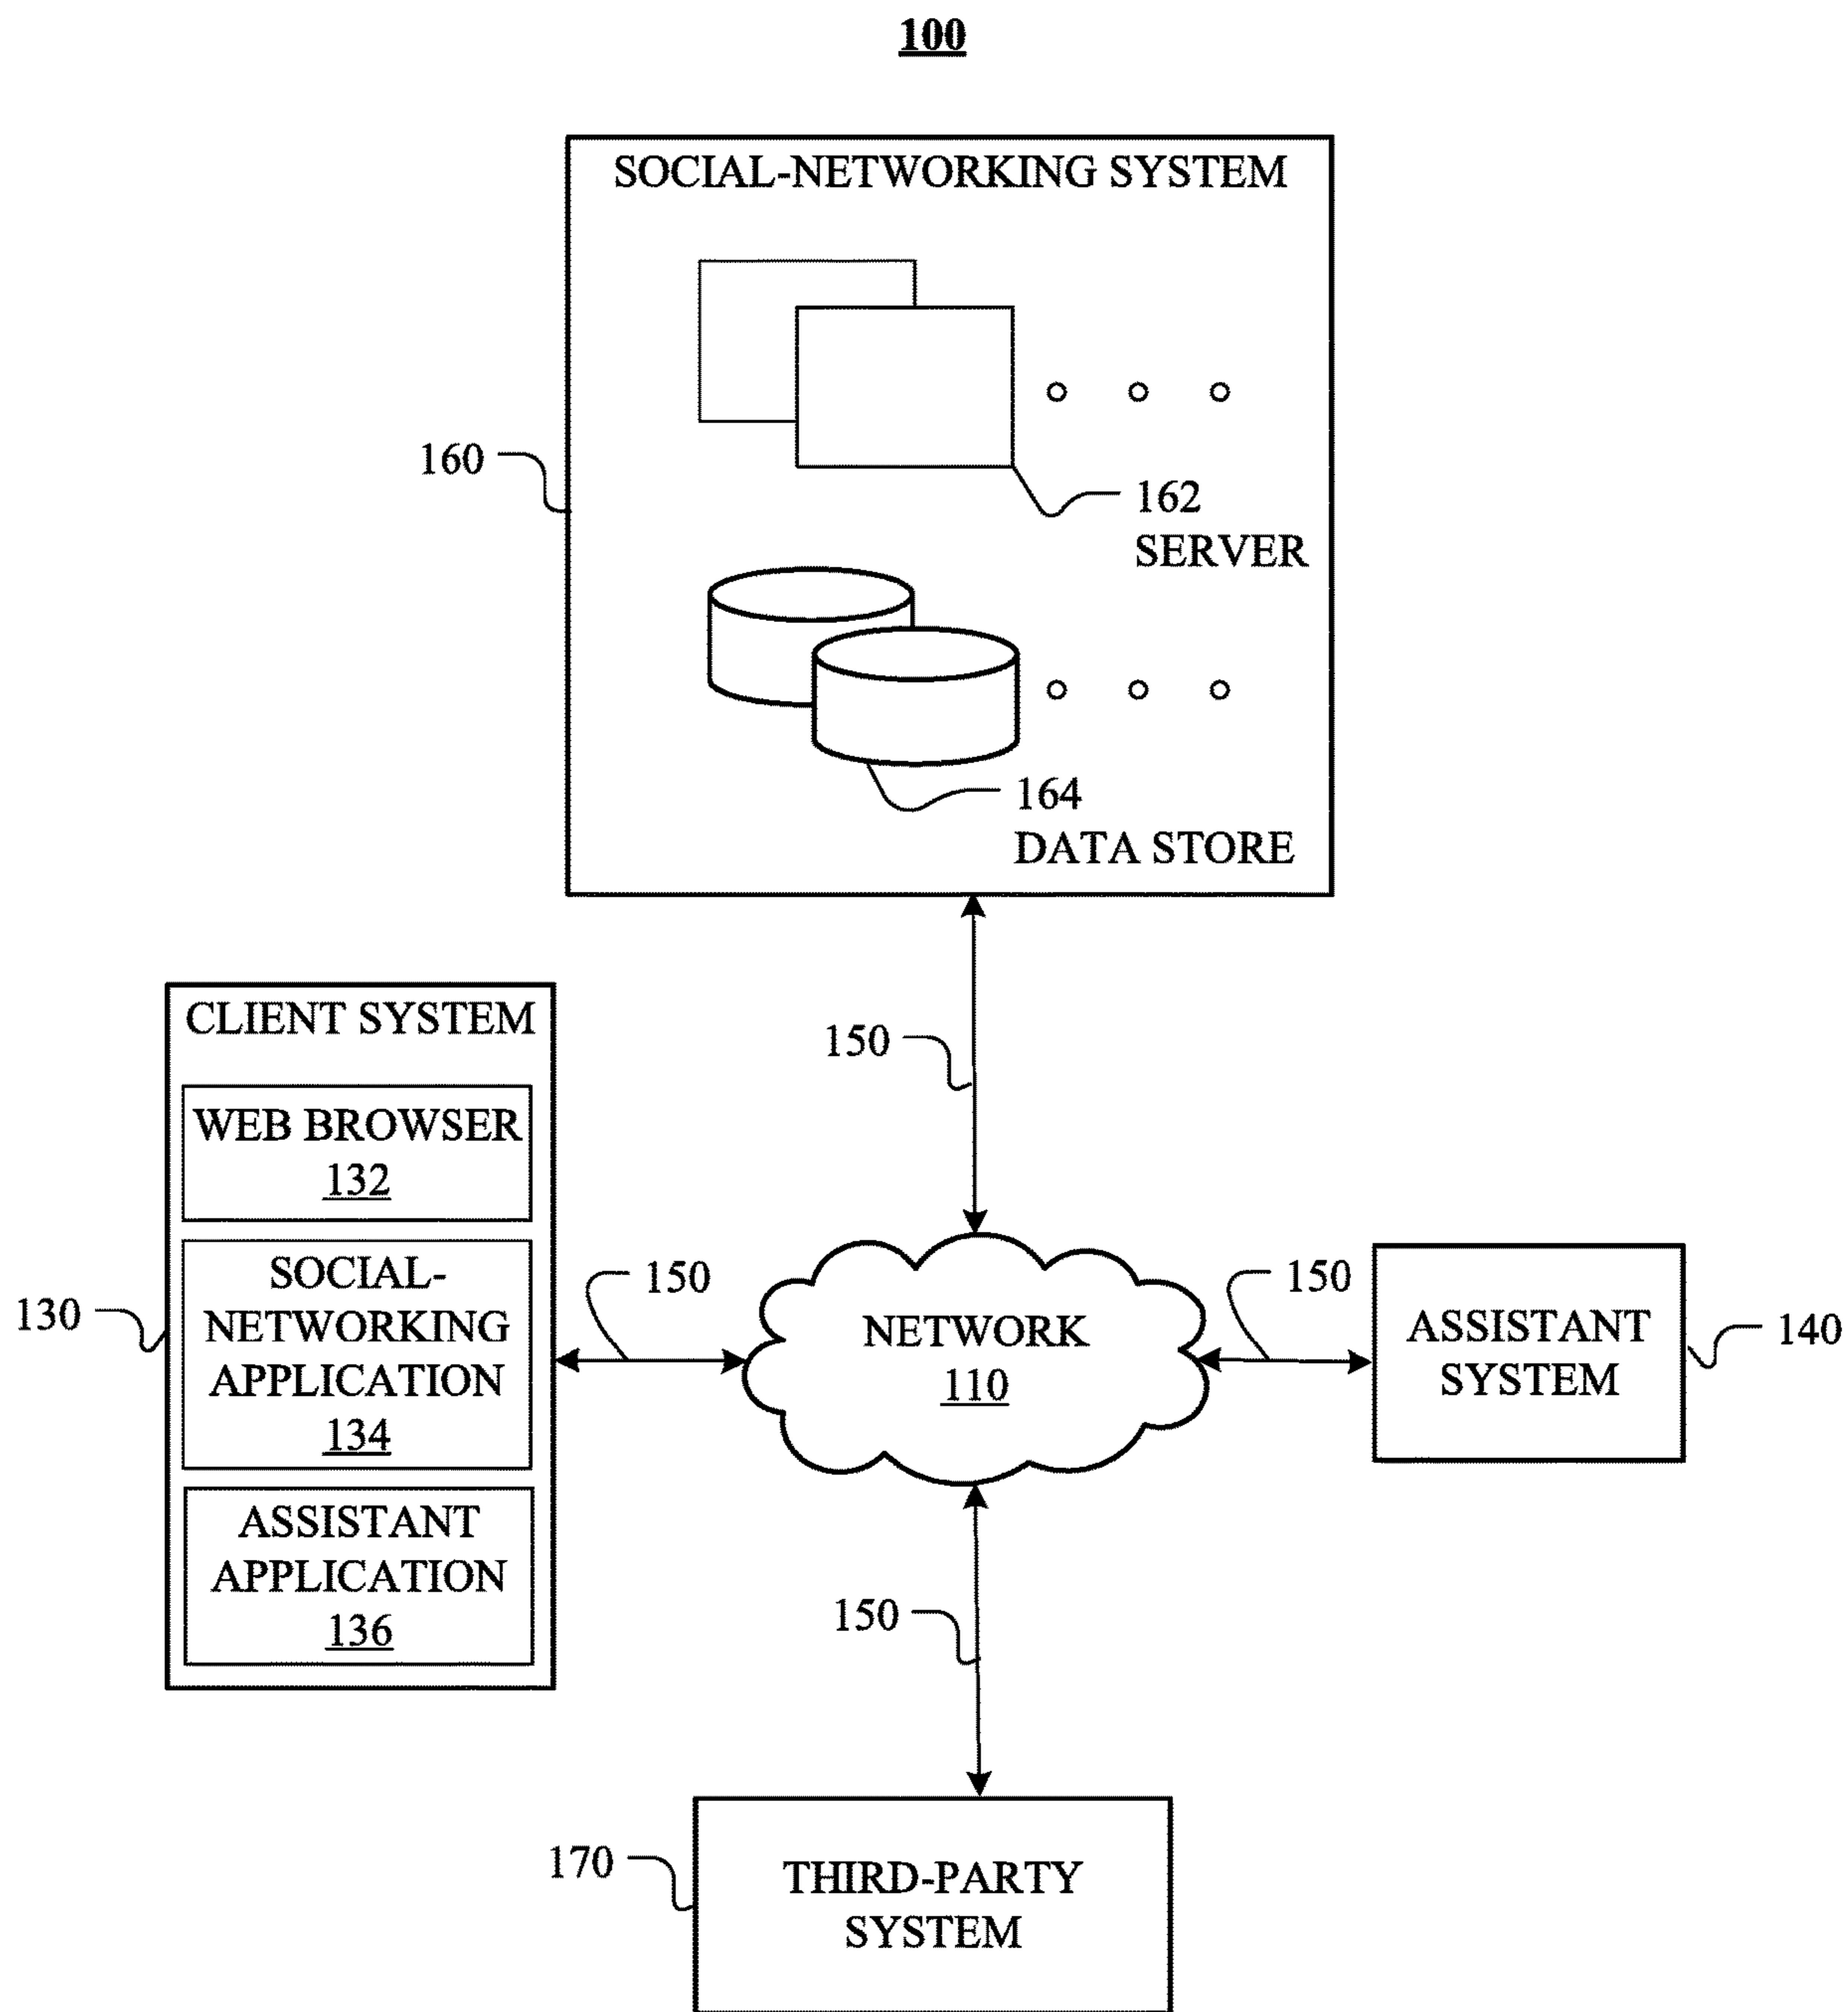 100
SOCIAL-NETWORKING SYSTEM
160
162
SERVER
164
DATA STORE
CLIENT SYSTEM
150
WEB BROWSER
132
SOCIAL-
NETWORKING
APPLICATION
134
130
150
NETWORK
110
150
ASSISTANT
SYSTEM
140
ASSISTANT
APPLICATION
136
150
170
THIRD-PARTY
SYSTEM